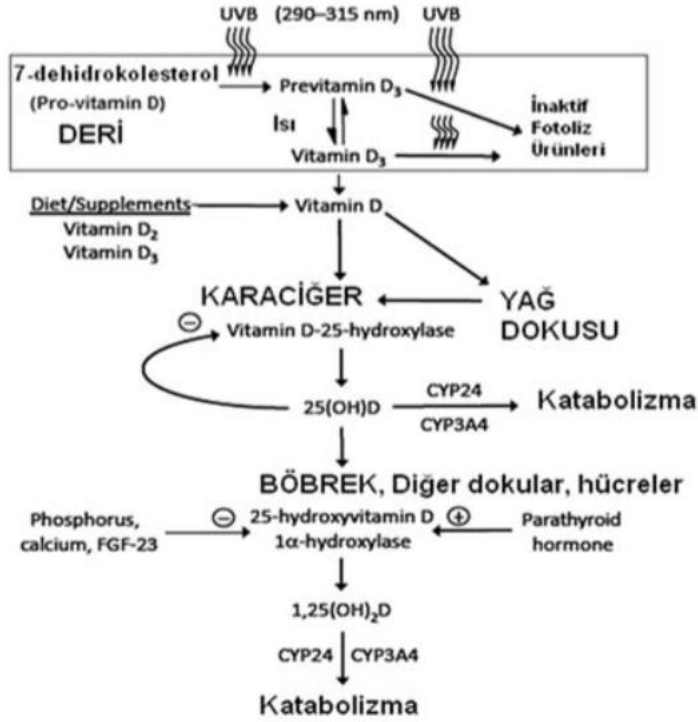 UVB (290–315 nm) UVB
7-dehidrokolesterol
(Pro-vitamin D)
DERİ
Previtamin D₃
Isı
Vitamin D₃
İnaktif
Fotoliz
Ürünleri
Diet/Supplements
Vitamin D₂
Vitamin D₃
Vitamin D
KARACİĞER
Vitamin D-25-hydroxylase
YAĞ
DOKUSU
25(OH)D
CYP24
CYP3A4
Katabolizma
BÖBREK, Diğer dokular, hücreler
Phosphorus,
calcium, FGF-23
25-hydroxyvitamin D
1α-hydroxylase
Parathyroid
hormone
1,25(OH)₂D
CYP24 CYP3A4
Katabolizma